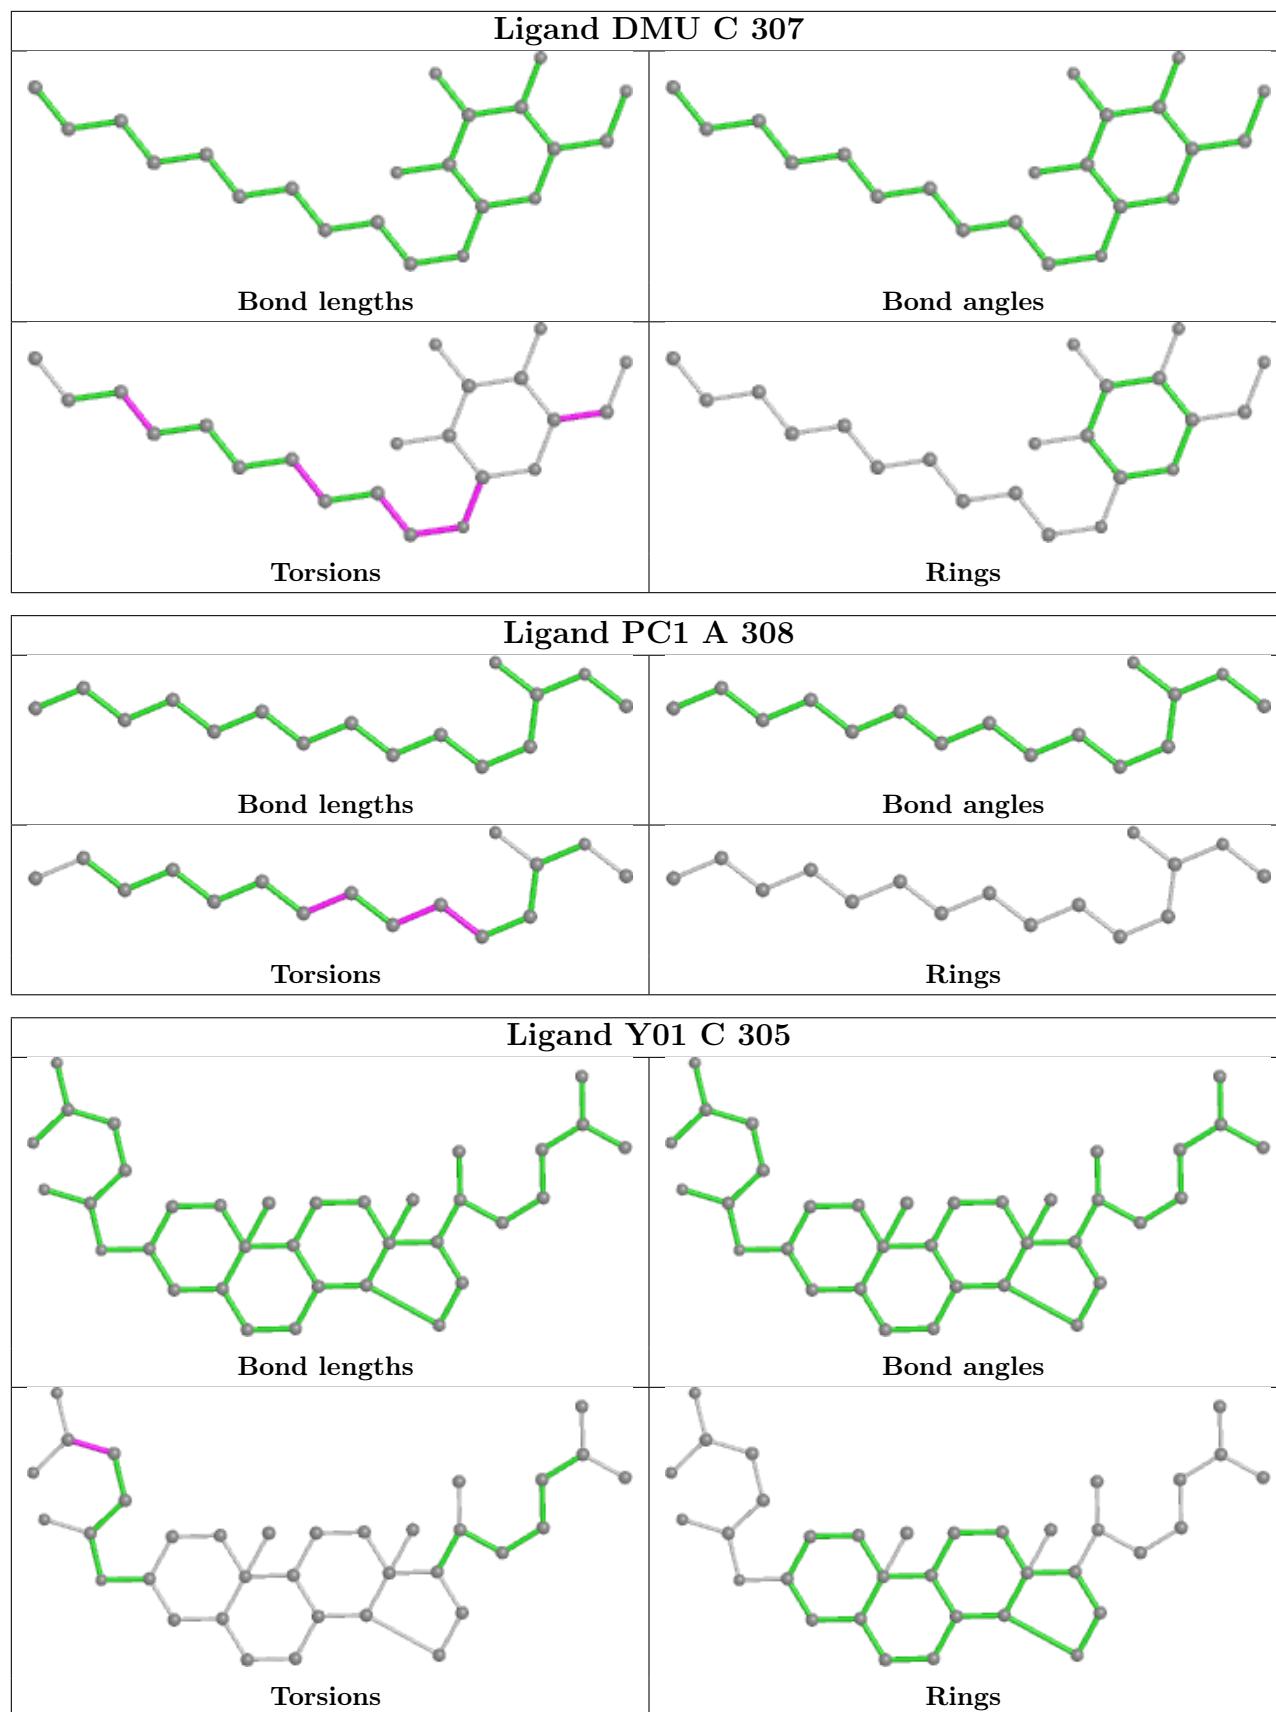 Ligand DMU C 307
Bond lengths
Bond angles
Torsions
Rings
Ligand PC1 A 308
Bond lengths
Bond angles
Torsions
Rings
Ligand Y01 C 305
Bond lengths
Bond angles
Torsions
Rings